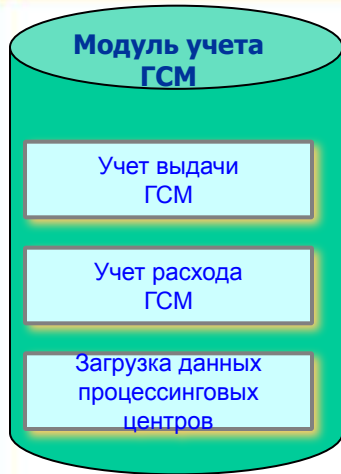 Модуль учета
ГСМ
Учет выдачи
ГСМ
Учет расхода
ГСМ
Загрузка данных
процессинговых
центров